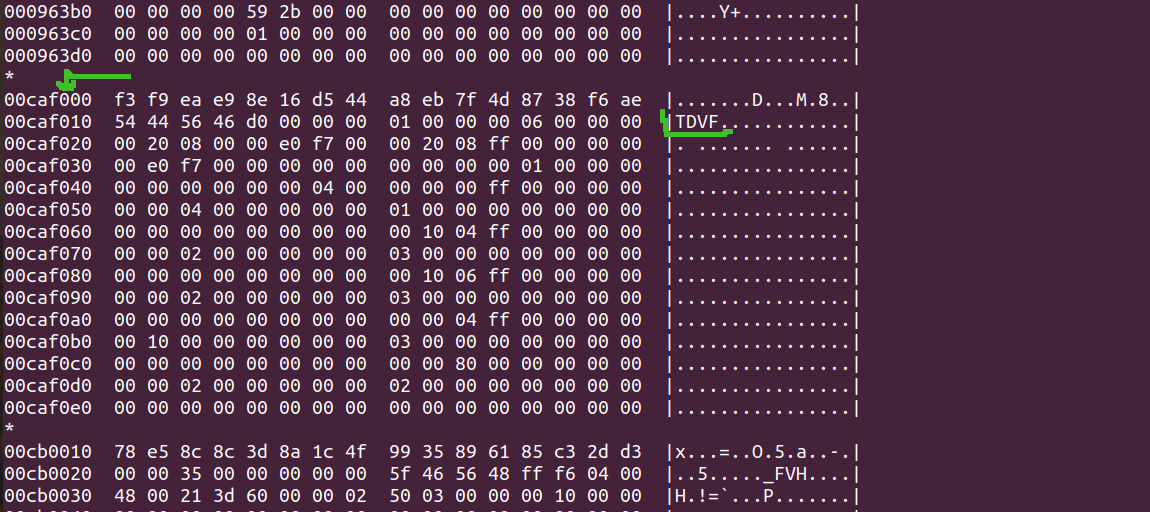 000963b0  00 00 00 00 59 2b 00 00  00 00 00 00 00 00 00 00  |....Y+..........|
000963c0  00 00 00 00 01 00 00 00  00 00 00 00 00 00 00 00  |................|
000963d0  00 00 00 00 00 00 00 00  00 00 00 00 00 00 00 00  |................|
*
00caf000  f3 f9 ea e9 8e 16 d5 44  a8 eb 7f 4d 87 38 f6 ae  |.......D...M.8..|
00caf010  54 44 56 46 d0 00 00 00  01 00 00 00 06 00 00 00  |TDVF............|
00caf020  00 20 08 00 00 e0 f7 00  00 20 08 ff 00 00 00 00  |. ....... ......|
00caf030  00 e0 f7 00 00 00 00 00  00 00 00 00 01 00 00 00  |................|
00caf040  00 00 00 00 00 00 04 00  00 00 00 ff 00 00 00 00  |................|
00caf050  00 00 04 00 00 00 00 00  01 00 00 00 00 00 00 00  |................|
00caf060  00 00 00 00 00 00 00 00  00 10 04 ff 00 00 00 00  |................|
00caf070  00 00 02 00 00 00 00 00  03 00 00 00 00 00 00 00  |................|
00caf080  00 00 00 00 00 00 00 00  00 10 06 ff 00 00 00 00  |................|
00caf090  00 00 02 00 00 00 00 00  03 00 00 00 00 00 00 00  |................|
00caf0a0  00 00 00 00 00 00 00 00  00 00 04 ff 00 00 00 00  |................|
00caf0b0  00 10 00 00 00 00 00 00  03 00 00 00 00 00 00 00  |................|
00caf0c0  00 00 00 00 00 00 00 00  00 00 80 00 00 00 00 00  |................|
00caf0d0  00 00 02 00 00 00 00 00  02 00 00 00 00 00 00 00  |................|
00caf0e0  00 00 00 00 00 00 00 00  00 00 00 00 00 00 00 00  |................|
*
00cb0010  78 e5 8c 8c 3d 8a 1c 4f  99 35 89 61 85 c3 2d d3  |x...=..O.5.a..-.|
00cb0020  00 00 35 00 00 00 00 00  5f 46 56 48 ff f6 04 00  |..5....._FVH....|
00cb0030  48 00 21 3d 60 00 00 02  50 03 00 00 00 10 00 00  |H.!=`...P.......|